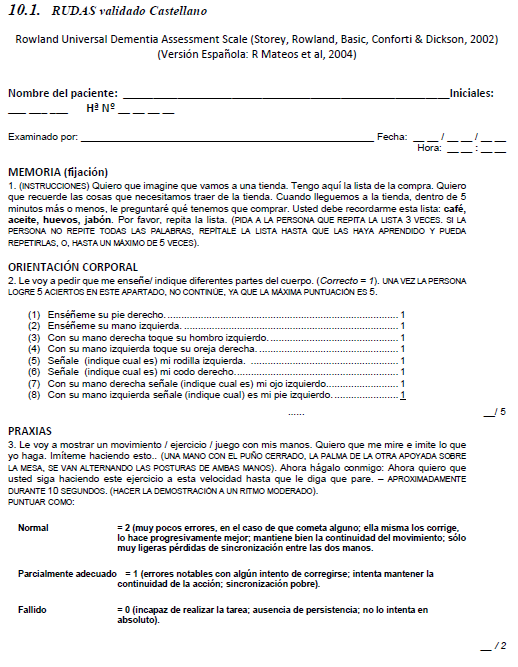 10.1. RUDAS validado Castellano
Rowland Universal Dementia Assessment Scale (Storey, Rowland, Basic, Conforti & Dickson, 2002)
(Versión Española: R Mateos et al, 2004)
Nombre del paciente: ______________________________________________________Iniciales:
___ ___ ___ Hª Nº __ __ __ __
Examinado por: ______________________________________________________ Fecha: __ __ / __ __ / __ __
Hora: __ __ : __ __
MEMORIA (fijación)
1. (INSTRUCCIONES) Quiero que imagine que vamos a una tienda. Tengo aquí la lista de la compra. Quiero
que recuerde las cosas que necesitamos traer de la tienda. Cuando lleguemos a la tienda, dentro de 5
minutos más o menos, le preguntaré qué tenemos que comprar. Usted debe recordarme esta lista: café,
aceite, huevos, jabón. Por favor, repita la lista. (PIDA A LA PERSONA QUE REPITA LA LISTA 3 VECES. SI LA
PERSONA NO REPITE TODAS LAS PALABRAS, REPÍTALE LA LISTA HASTA QUE LAS HAYA APRENDIDO Y PUEDA
REPETIRLAS, O, HASTA UN MÁXIMO DE 5 VECES).
ORIENTACIÓN CORPORAL
2. Le voy a pedir que me enseñe/ indique diferentes partes del cuerpo. (Correcto = 1). UNA VEZ LA PERSONA
LOGRE 5 ACIERTOS EN ESTE APARTADO, NO CONTINÚE, YA QUE LA MÁXIMA PUNTUACIÓN ES 5.
(1) Enséñeme su pie derecho.................................................................................. 1
(2) Enséñeme su mano izquierda. .......................................................................... 1
(3) Con su mano derecha toque su hombro izquierdo. .......................................... 1
(4) Con su mano izquierda toque su oreja derecha. ............................................... 1
(5) Señale (indique cual es) mi rodilla izquierda. .................................................. 1
(6) Señale (indique cual es) mi codo derecho........................................................ 1
(7) Con su mano derecha señale (indique cual es) mi ojo izquierdo......................... 1
(8) Con su mano izquierda señale (indique cual) es mi pie izquierdo....................... 1
...... __/ 5
PRAXIAS
3. Le voy a mostrar un movimiento / ejercicio / juego con mis manos. Quiero que me mire e imite lo que
yo haga. Imíteme haciendo esto.. (UNA MANO CON EL PUÑO CERRADO, LA PALMA DE LA OTRA APOYADA SOBRE
LA MESA, SE VAN ALTERNANDO LAS POSTURAS DE AMBAS MANOS). Ahora hágalo conmigo: Ahora quiero que
usted siga haciendo este ejercicio a esta velocidad hasta que le diga que pare. – APROXIMADAMENTE
DURANTE 10 SEGUNDOS. (HACER LA DEMOSTRACIÓN A UN RITMO MODERADO).
PUNTUAR COMO:
Normal = 2 (muy pocos errores, en el caso de que cometa alguno; ella misma los corrige,
lo hace progresivamente mejor; mantiene bien la continuidad del movimiento; sólo
muy ligeras pérdidas de sincronización entre las dos manos.
Parcialmente adecuado = 1 (errores notables con algún intento de corregirse; intenta mantener la
continuidad de la acción; sincronización pobre).
Fallido = 0 (incapaz de realizar la tarea; ausencia de persistencia; no lo intenta en
absoluto).
__ / 2